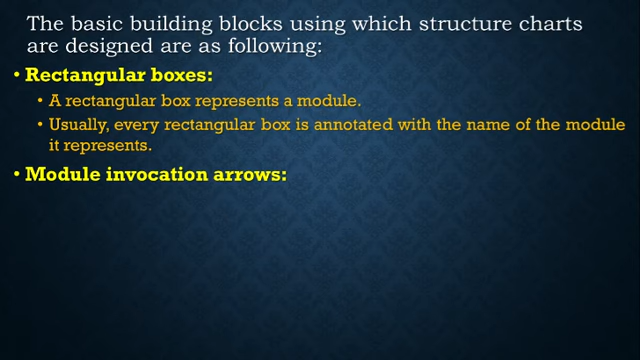 The basic building blocks using which structure charts
are designed are as following:
• Rectangular boxes:
• A rectangular box represents a module.
• Usually, every rectangular box is annotated with the name of the module
it represents.
• Module invocation arrows: